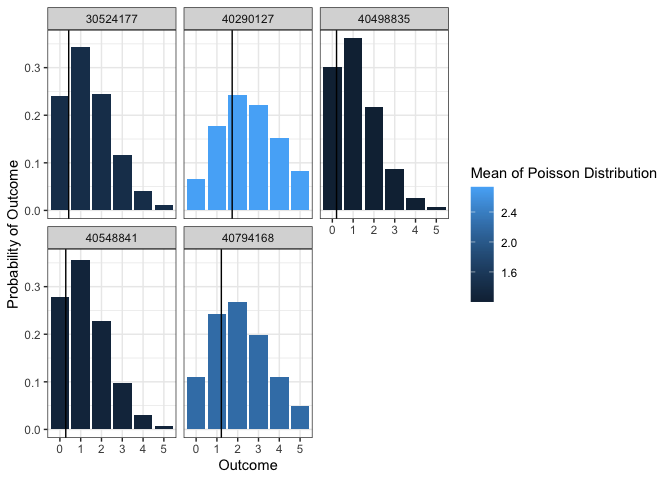 30524177 40290127 40498835
0.3
0.2
0.1
0.0
0 1 2 3 4 5
40548841 40794168
0.3
0.2
0.1
0.0
0 1 2 3 4 5 0 1 2 3 4 5
Outcome
Probability of Outcome
Mean of Poisson Distribution
2.4
2.0
1.6